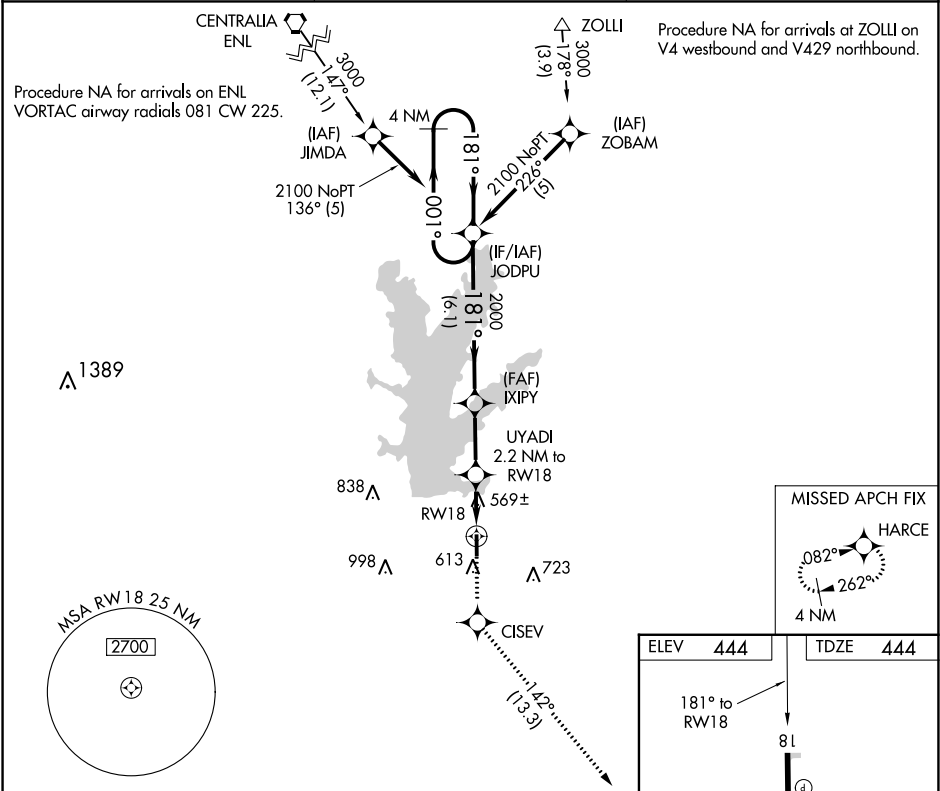 CENTRALIA
ENL
3000
147°
(12.1)
ZOLLI
3000
178°
(3.9)
Procedure NA for arrivals at ZOLLI on
V4 westbound and V429 northbound.
Procedure NA for arrivals on ENL
VORTAC airway radials 081 CW 225.
(IAF)
JIMDA
4 NM
181°
001°
(IAF)
ZOBAM
2100 NoPT
226°
(5)
2100 NoPT
136° (5)
(IF/IAF)
JODPU
2000
181°
(6.1)
1389
(FAF)
IXIPY
UYADI
2.2 NM to
RW18
838
569±
RW18
998
613
723
CISEV
142°
(13.3)
MISSED APCH FIX
HARCE
082°
262°
4 NM
MSA RW18 25 NM
2700
ELEV 444
TDZE 444
181° to
RW18
18
P